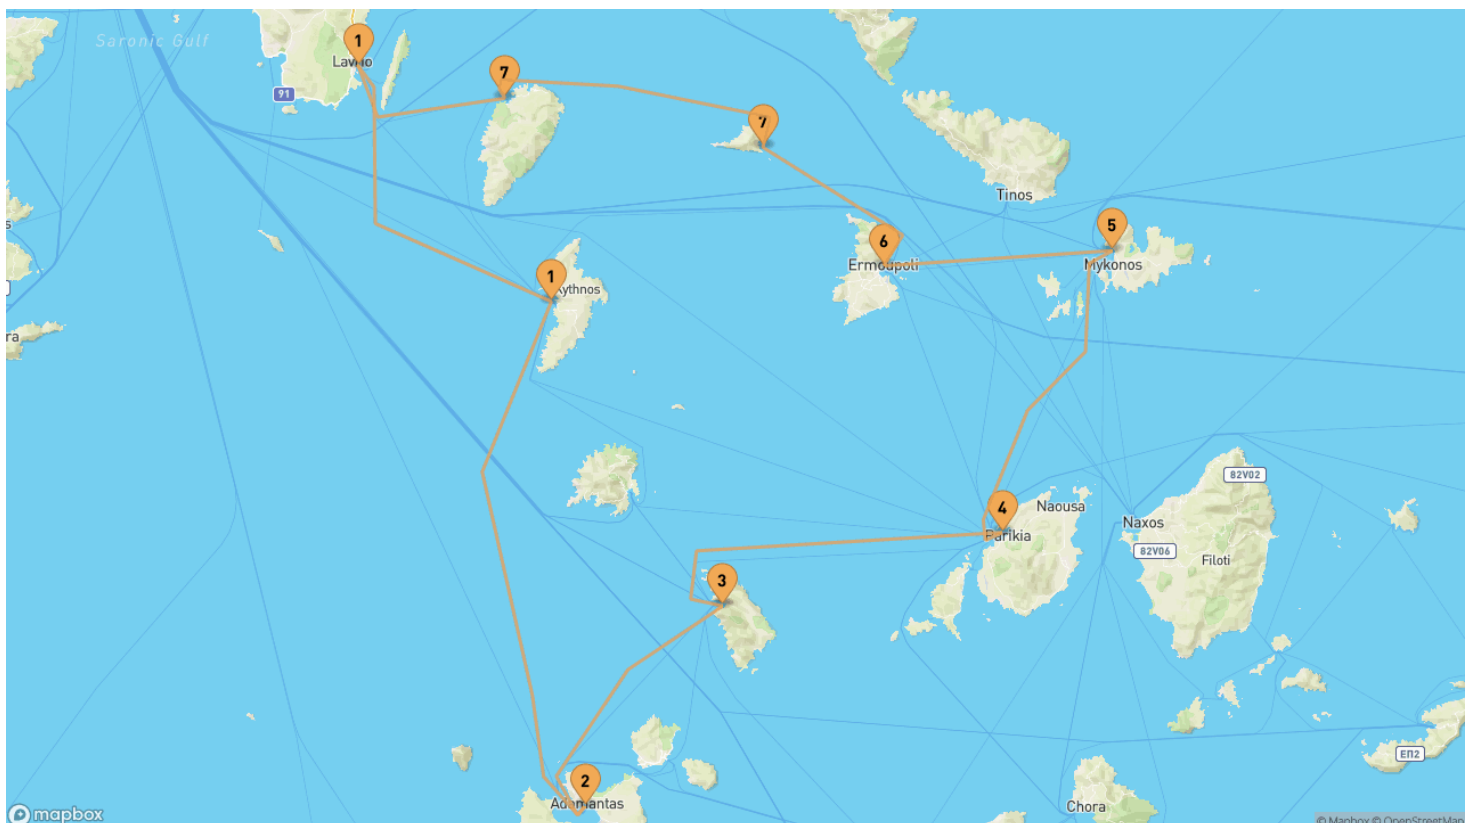 Saronic Gulf
1
Lavrio
7
91
7
Tinos
5
6
Ermoupoli
Mykonos
1
Kythnos
s
ra
82V02
4
Naousa
Parikia
Naxos
82V06
Filoti
3
2
Adamantas
Chora
ЕП2
mapbox
© Mapbox © OpenStreetMap